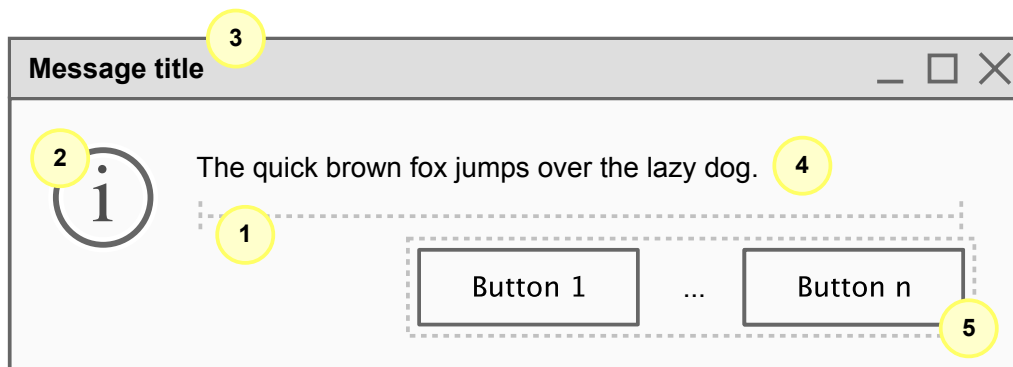 3
Message title
2
i
The quick brown fox jumps over the lazy dog.
4
1
Button 1
...
Button n
5